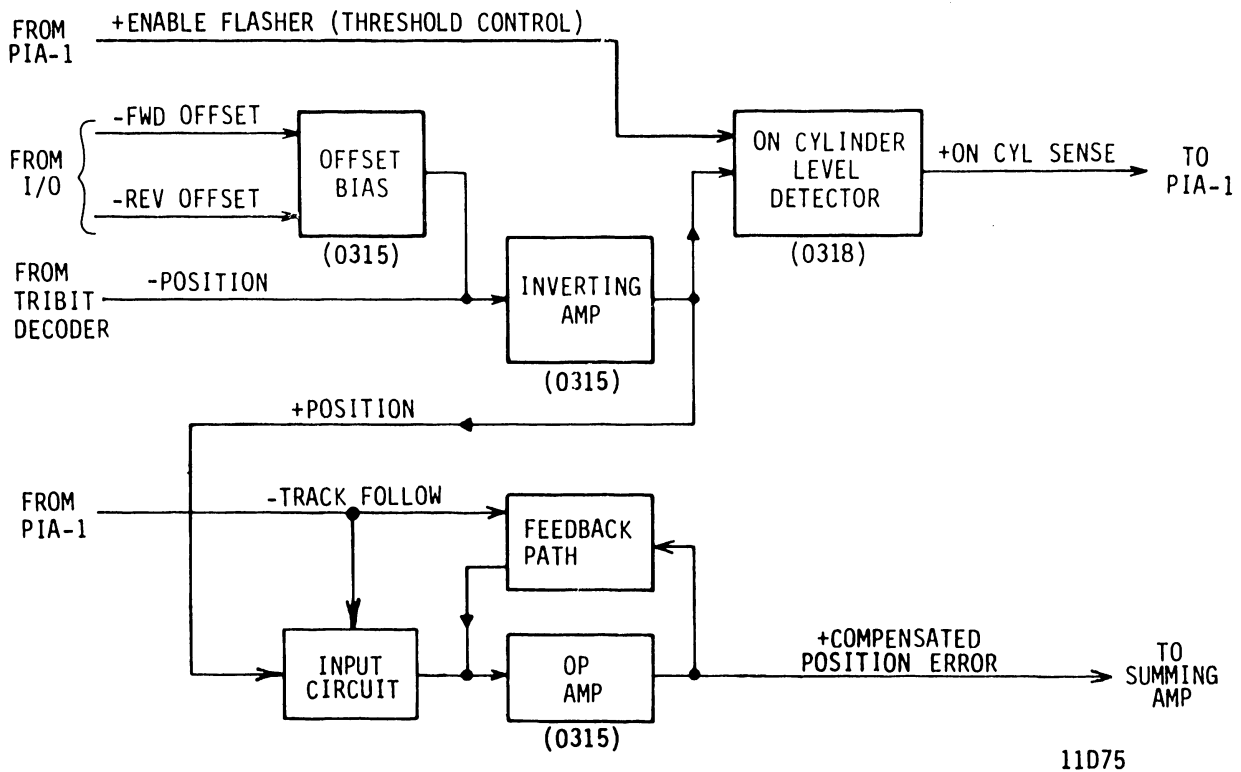 FROM
PIA-1
+ENABLE FLASHER (THRESHOLD CONTROL)
FROM
I/O
-FWD OFFSET
-REV OFFSET
OFFSET
BIAS
(0315)
ON CYLINDER
LEVEL
DETECTOR
(0318)
+ON CYL SENSE
TO
PIA-1
FROM
TRIBIT
DECODER
-POSITION
INVERTING
AMP
(0315)
+POSITION
FROM
PIA-1
-TRACK FOLLOW
FEEDBACK
PATH
INPUT
CIRCUIT
OP
AMP
(0315)
+COMPENSATED
POSITION ERROR
TO
SUMMING
AMP
11D75